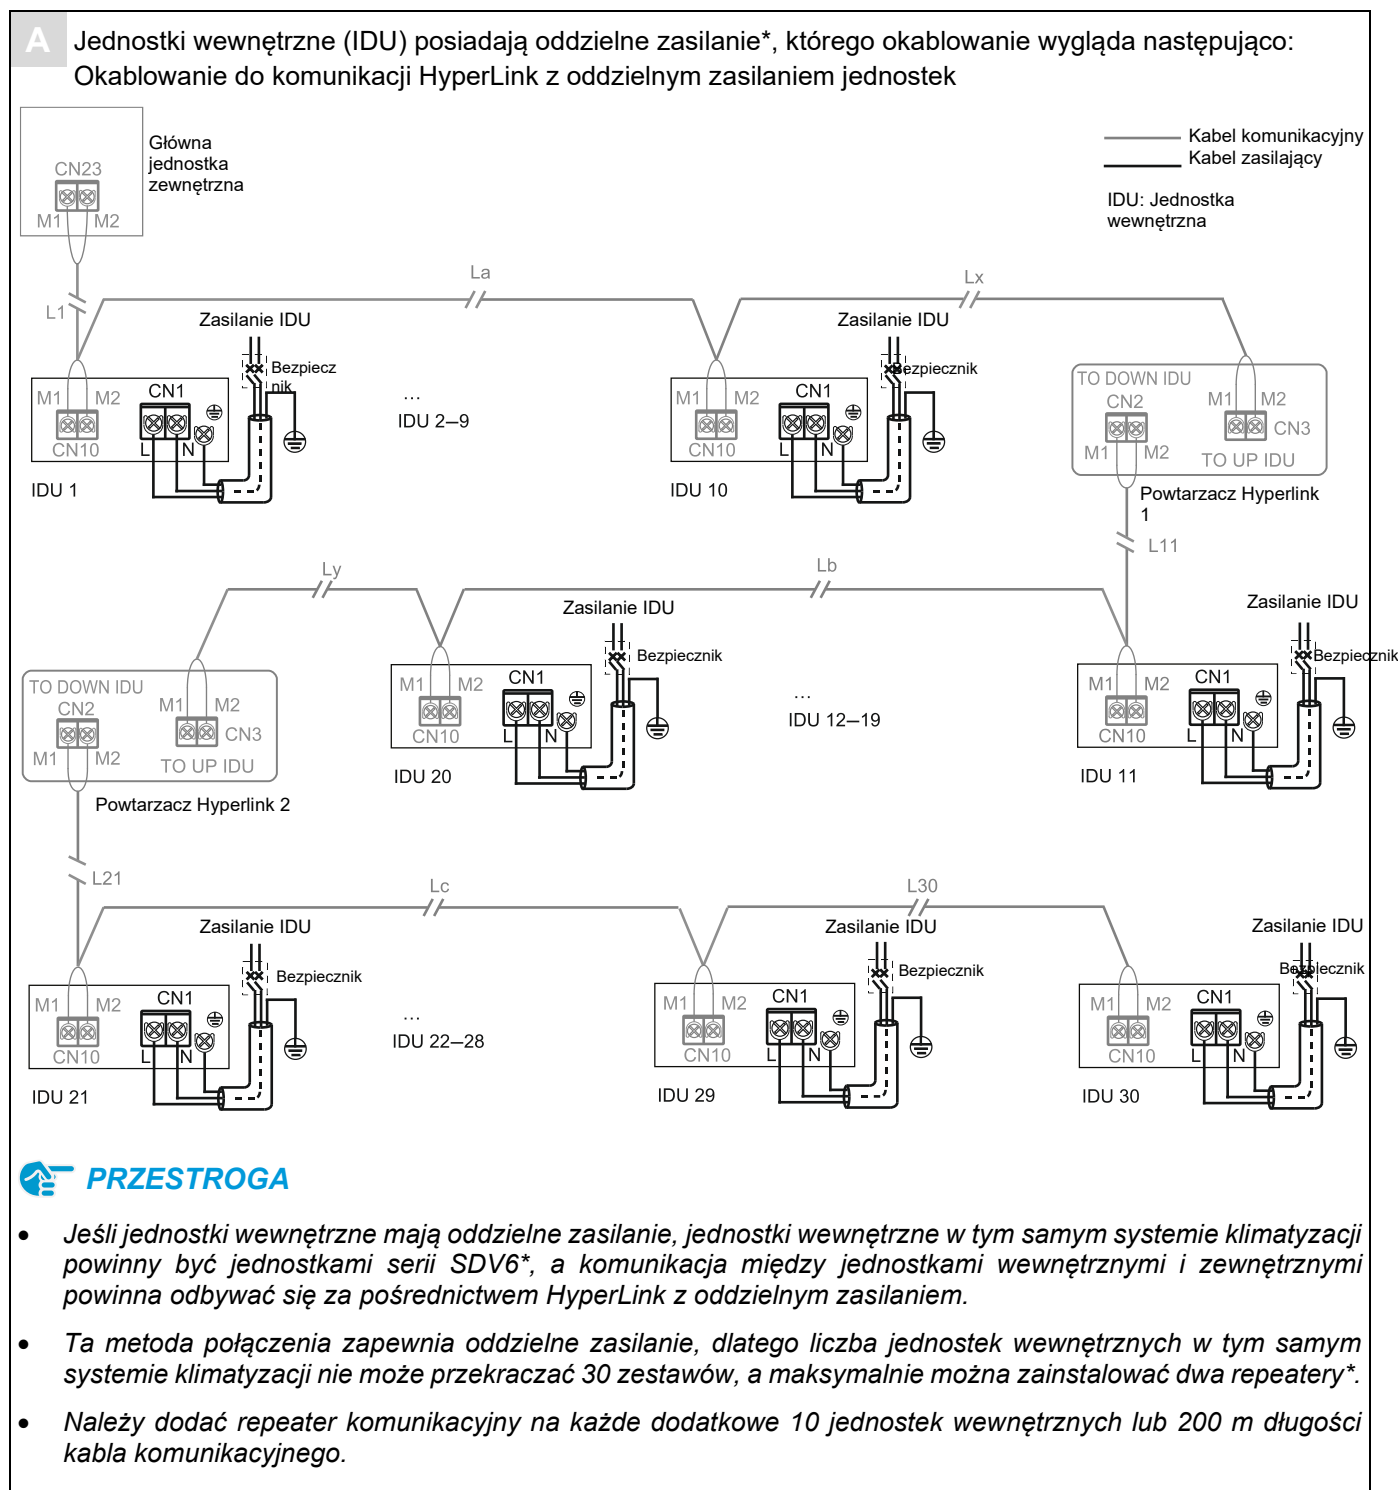 A
Jednostki wewnętrzne (IDU) posiadają oddzielne zasilanie*, którego okablowanie wygląda następująco:
Okablowanie do komunikacji HyperLink z oddzielnym zasilaniem jednostek
Główna
jednostka
zewnętrzna
CN23
M1 M2
Kabel komunikacyjny
Kabel zasilający
IDU: Jednostka
wewnętrzna
L1
La
Lx
Zasilanie IDU
Bezpiecz
nik
M1 M2
CN1
CN10
L N
IDU 1
...
IDU 2–9
Zasilanie IDU
Bezpiecznik
M1 M2
CN1
CN10
L N
IDU 10
TO DOWN IDU
CN2
M1 M2
M1 M2
CN3
TO UP IDU
Powtarzacz Hyperlink
1
L11
Ly
Lb
TO DOWN IDU
CN2
M1 M2
M1 M2
CN3
TO UP IDU
Powtarzacz Hyperlink 2
Zasilanie IDU
Bezpiecznik
M1 M2
CN1
CN10
L N
IDU 20
...
IDU 12–19
Zasilanie IDU
Bezpiecznik
M1 M2
CN1
CN10
L N
IDU 11
L21
Lc
L30
Zasilanie IDU
Bezpiecznik
M1 M2
CN1
CN10
L N
IDU 21
...
IDU 22–28
Zasilanie IDU
Bezpiecznik
M1 M2
CN1
CN10
L N
IDU 29
Zasilanie IDU
Bezpiecznik
M1 M2
CN1
CN10
L N
IDU 30
PRZESTROGA
• Jeśli jednostki wewnętrzne mają oddzielne zasilanie, jednostki wewnętrzne w tym samym systemie klimatyzacji
powinny być jednostkami serii SDV6*, a komunikacja między jednostkami wewnętrznymi i zewnętrznymi
powinna odbywać się za pośrednictwem HyperLink z oddzielnym zasilaniem.
• Ta metoda połączenia zapewnia oddzielne zasilanie, dlatego liczba jednostek wewnętrznych w tym samym
systemie klimatyzacji nie może przekraczać 30 zestawów, a maksymalnie można zainstalować dwa repeatery*.
• Należy dodać repeater komunikacyjny na każde dodatkowe 10 jednostek wewnętrznych lub 200 m długości
kabla komunikacyjnego.